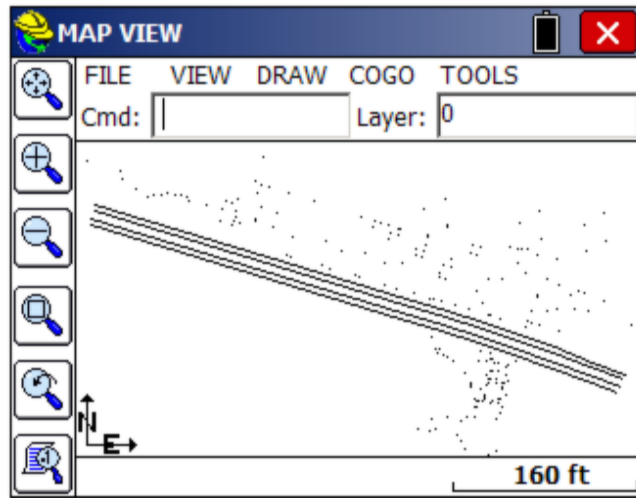 MAP VIEW
FILE VIEW DRAW COGO TOOLS
Cmd: Layer: 0
N
E
160 ft